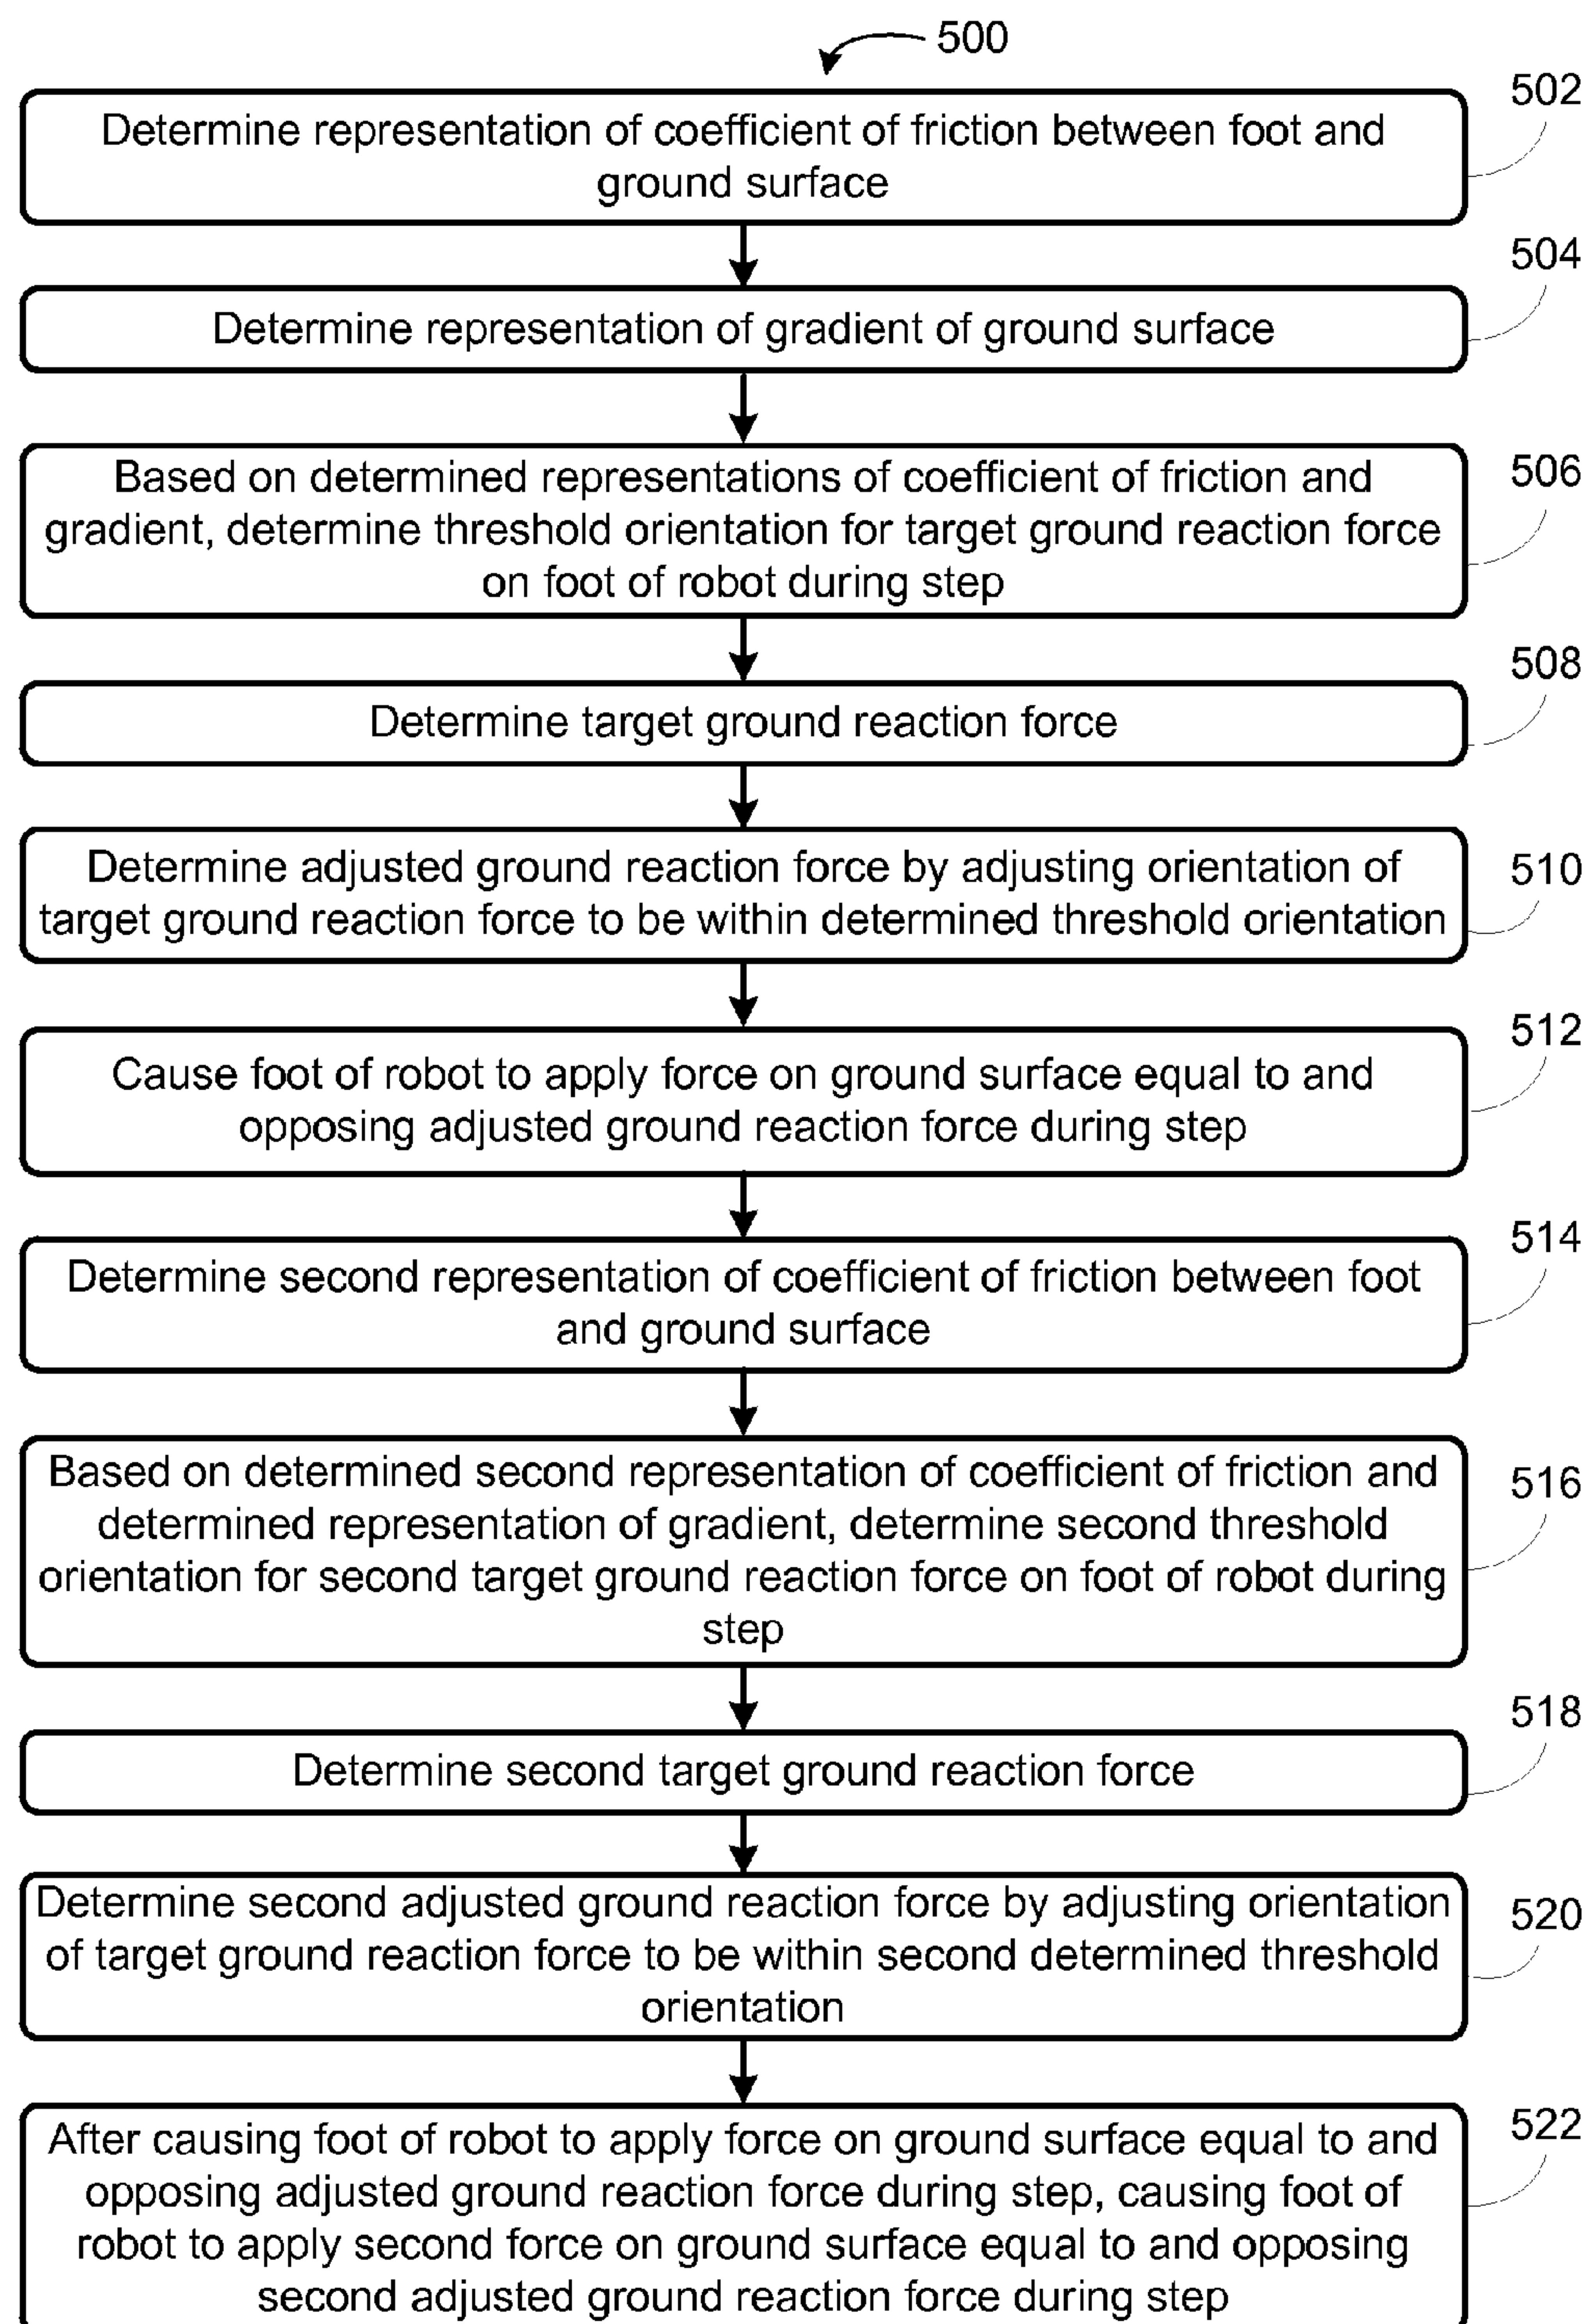 500
502
Determine representation of coefficient of friction between foot and
ground surface
504
Determine representation of gradient of ground surface
506
Based on determined representations of coefficient of friction and
gradient, determine threshold orientation for target ground reaction force
on foot of robot during step
508
Determine target ground reaction force
510
Determine adjusted ground reaction force by adjusting orientation of
target ground reaction force to be within determined threshold orientation
512
Cause foot of robot to apply force on ground surface equal to and
opposing adjusted ground reaction force during step
514
Determine second representation of coefficient of friction between foot
and ground surface
516
Based on determined second representation of coefficient of friction and
determined representation of gradient, determine second threshold
orientation for second target ground reaction force on foot of robot during
step
518
Determine second target ground reaction force
520
Determine second adjusted ground reaction force by adjusting orientation
of target ground reaction force to be within second determined threshold
orientation
522
After causing foot of robot to apply force on ground surface equal to and
opposing adjusted ground reaction force during step, causing foot of
robot to apply second force on ground surface equal to and opposing
second adjusted ground reaction force during step